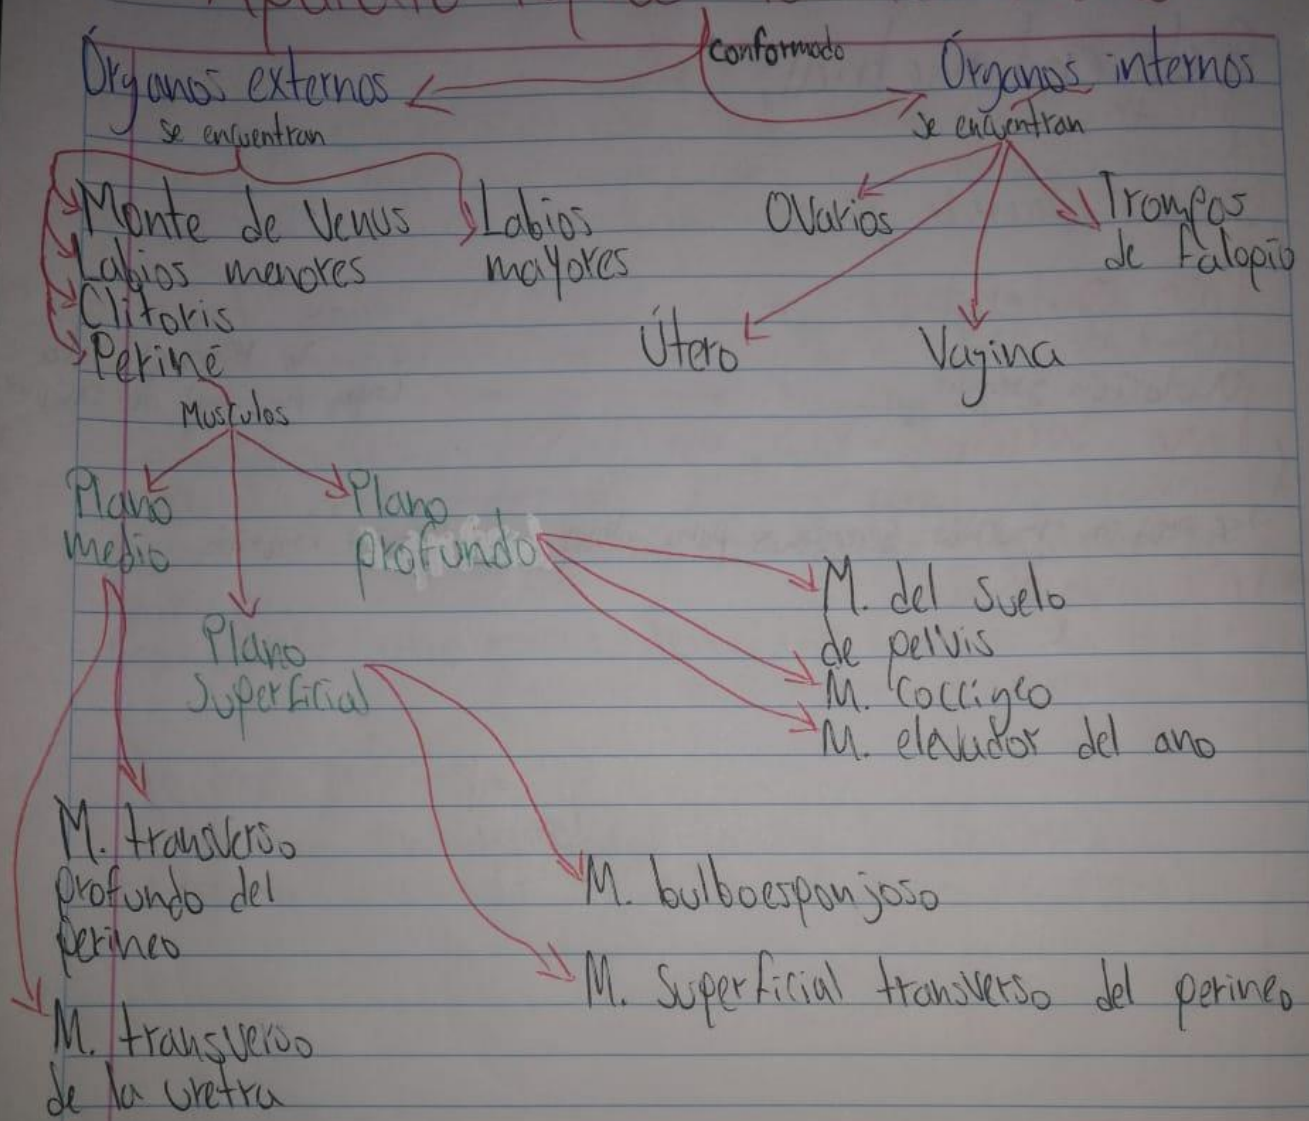 Aparato
conformado
Órganos externos
se encuentran
Monte de Venus
Labios menores
Clitoris
Periné
Labios
mayores
Musculos
Plano
medio
Plano
profundo
Plano
Superficial
M. transverso
profundo del
perineo
M. transverso
de la uretra
M. bulboesponjoso
M. Superficial transverso del perineo
M. del suelo
de pelvis
M. coccigeo
M. elevador del ano
Órganos internos
se encuentran
Ovarios
Trompas
de falopio
Útero
Vagina